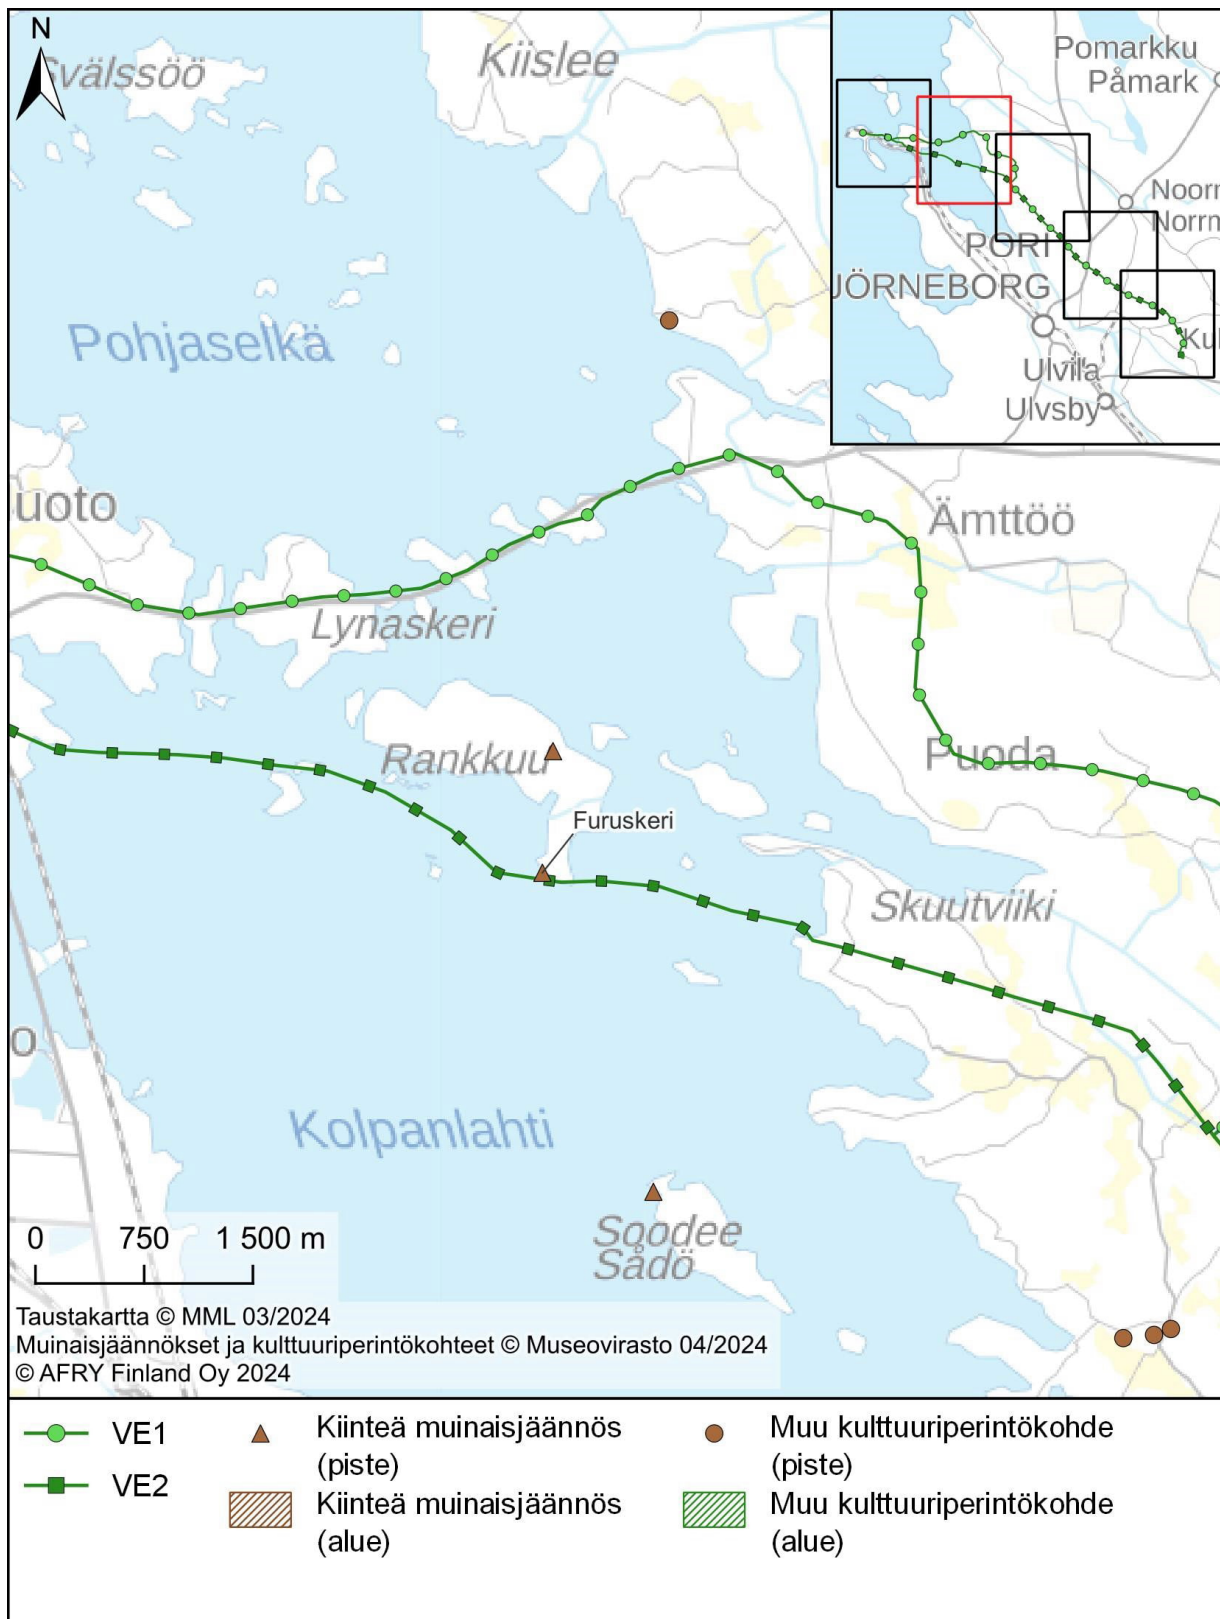 N
Svälssöö
Kiislee
Pomarkku
Påmark
PORI
JÖRNEBORG
Ulvila
Ulvsby
Pohjaselkä
uoto
Ämttöö
Lynaskeri
Rankkuu
Puoda
Furuskeri
Skuutviiki
o
Kolpanlahti
Soodee
Sådö
0 750 1 500 m
Taustakartta © MML 03/2024
Muinaisjäännökset ja kulttuuriperintökohteet © Museovirasto 04/2024
© AFRY Finland Oy 2024
VE1
VE2
Kiinteä muinaisjäännös
(piste)
Kiinteä muinaisjäännös
(alue)
Muu kulttuuriperintökohde
(piste)
Muu kulttuuriperintökohde
(alue)